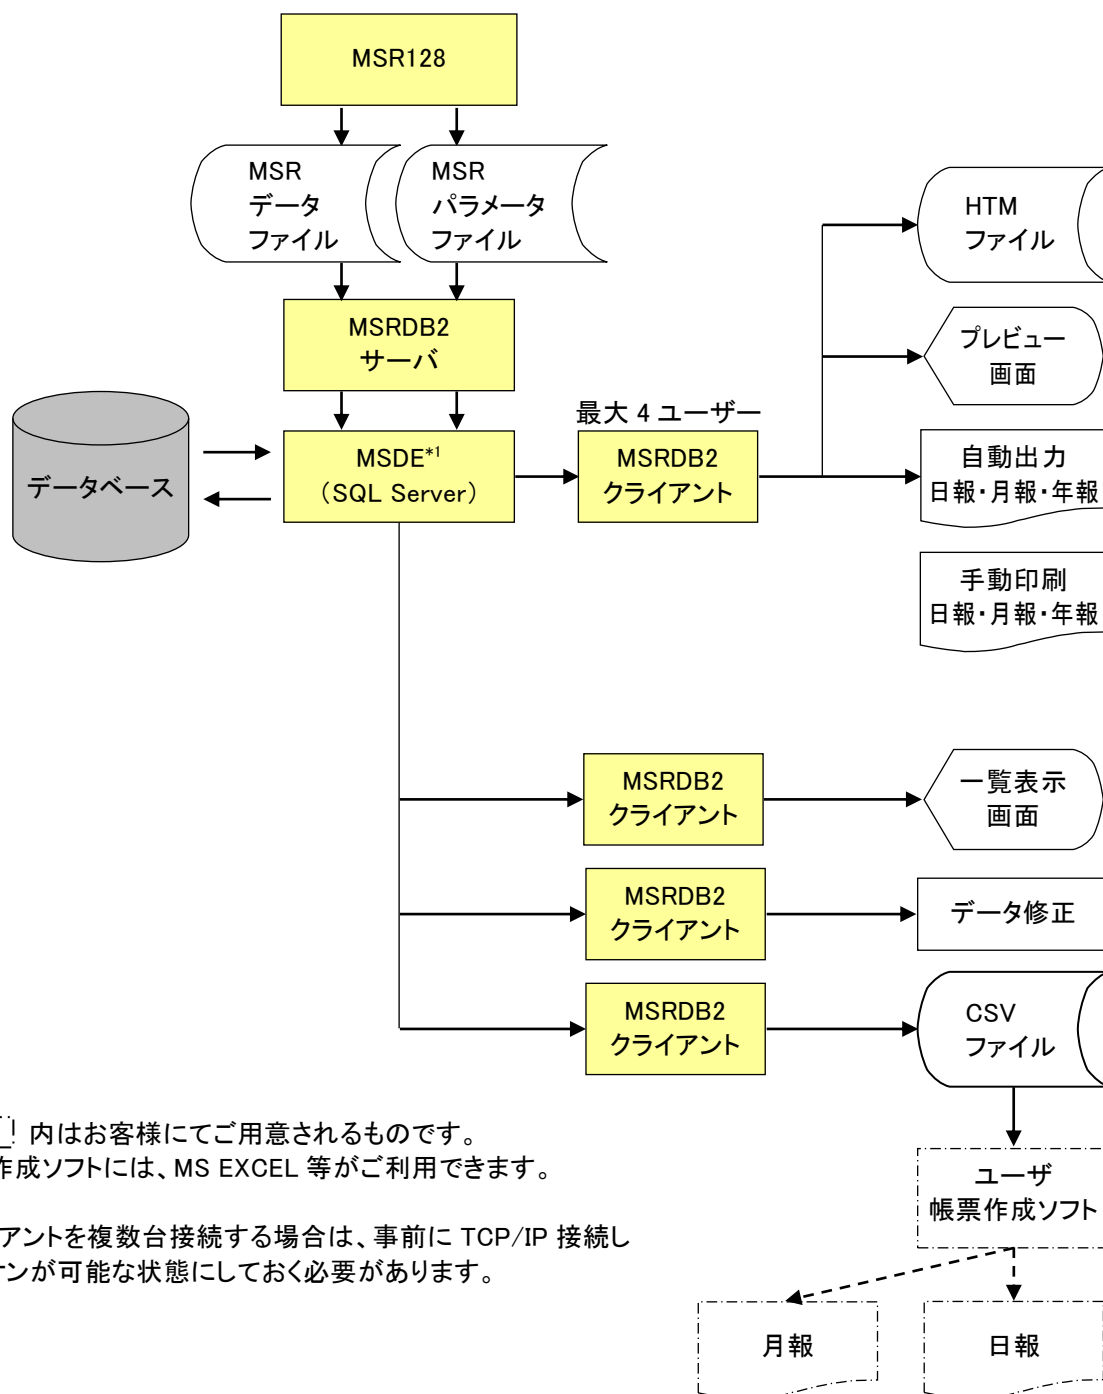 MSR128
MSR
データ
ファイル
MSR
パラメータ
ファイル
HTM
ファイル
MSRDB2
サーバ
プレビュー
画面
データベース
MSDE*1
(SQL Server)
最大 4 ユーザー
MSRDB2
クライアント
自動出力
日報・月報・年報
手動印刷
日報・月報・年報
MSRDB2
クライアント
一覧表示
画面
MSRDB2
クライアント
データ修正
MSRDB2
クライアント
CSV
ファイル
内はお客様にてご用意されるものです。
作成ソフトには、MS EXCEL 等がご利用できます。
アントを複数台接続する場合は、事前に TCP/IP 接続し
オンが可能な状態にしておく必要があります。
ユーザ
帳票作成ソフト
月報
日報